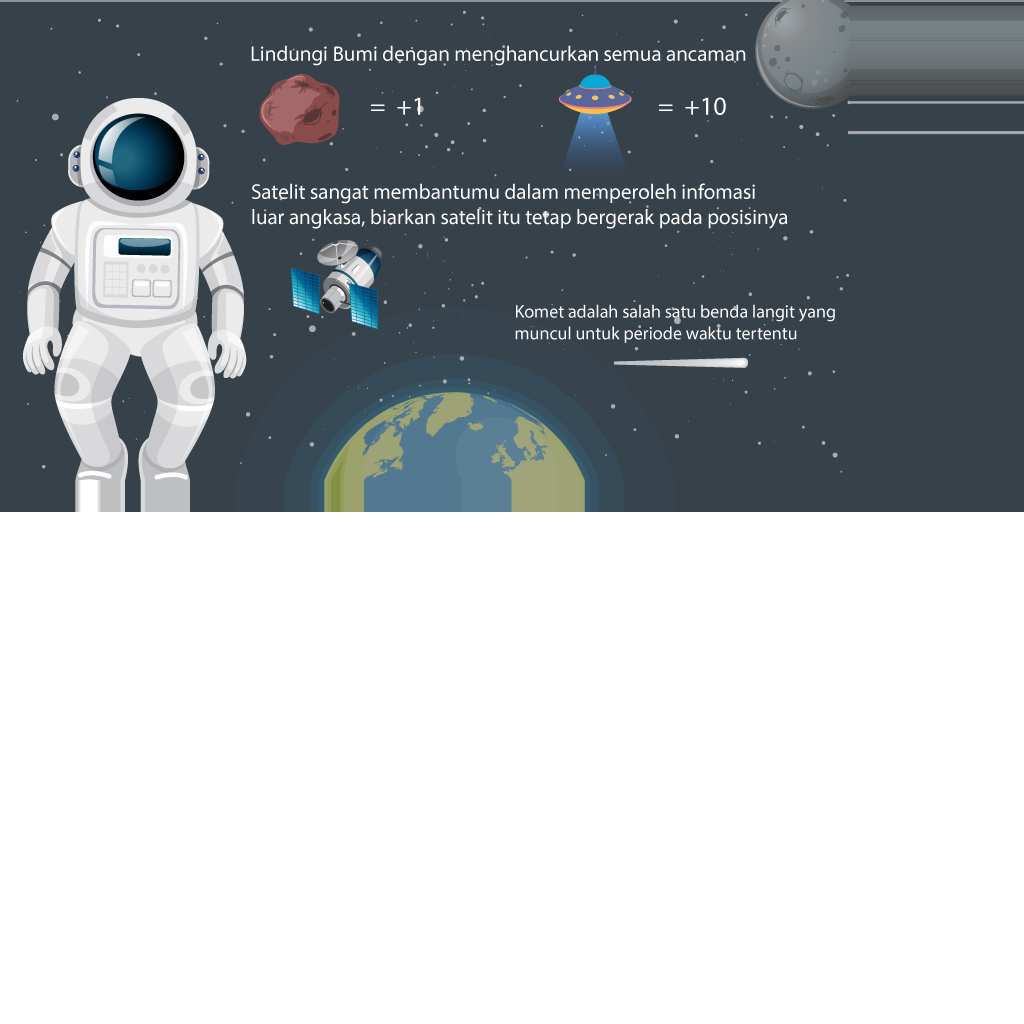 Lindungi Bumi dengan menghancurkan semua ancaman
= +1
= +10
Satelit sangat membantumu dalam memperoleh infomasi
luar angkasa, biarkan satelit itu tetap bergerak pada posisinya
Komet adalah salah satu benda langit yang
muncul untuk periode waktu tertentu